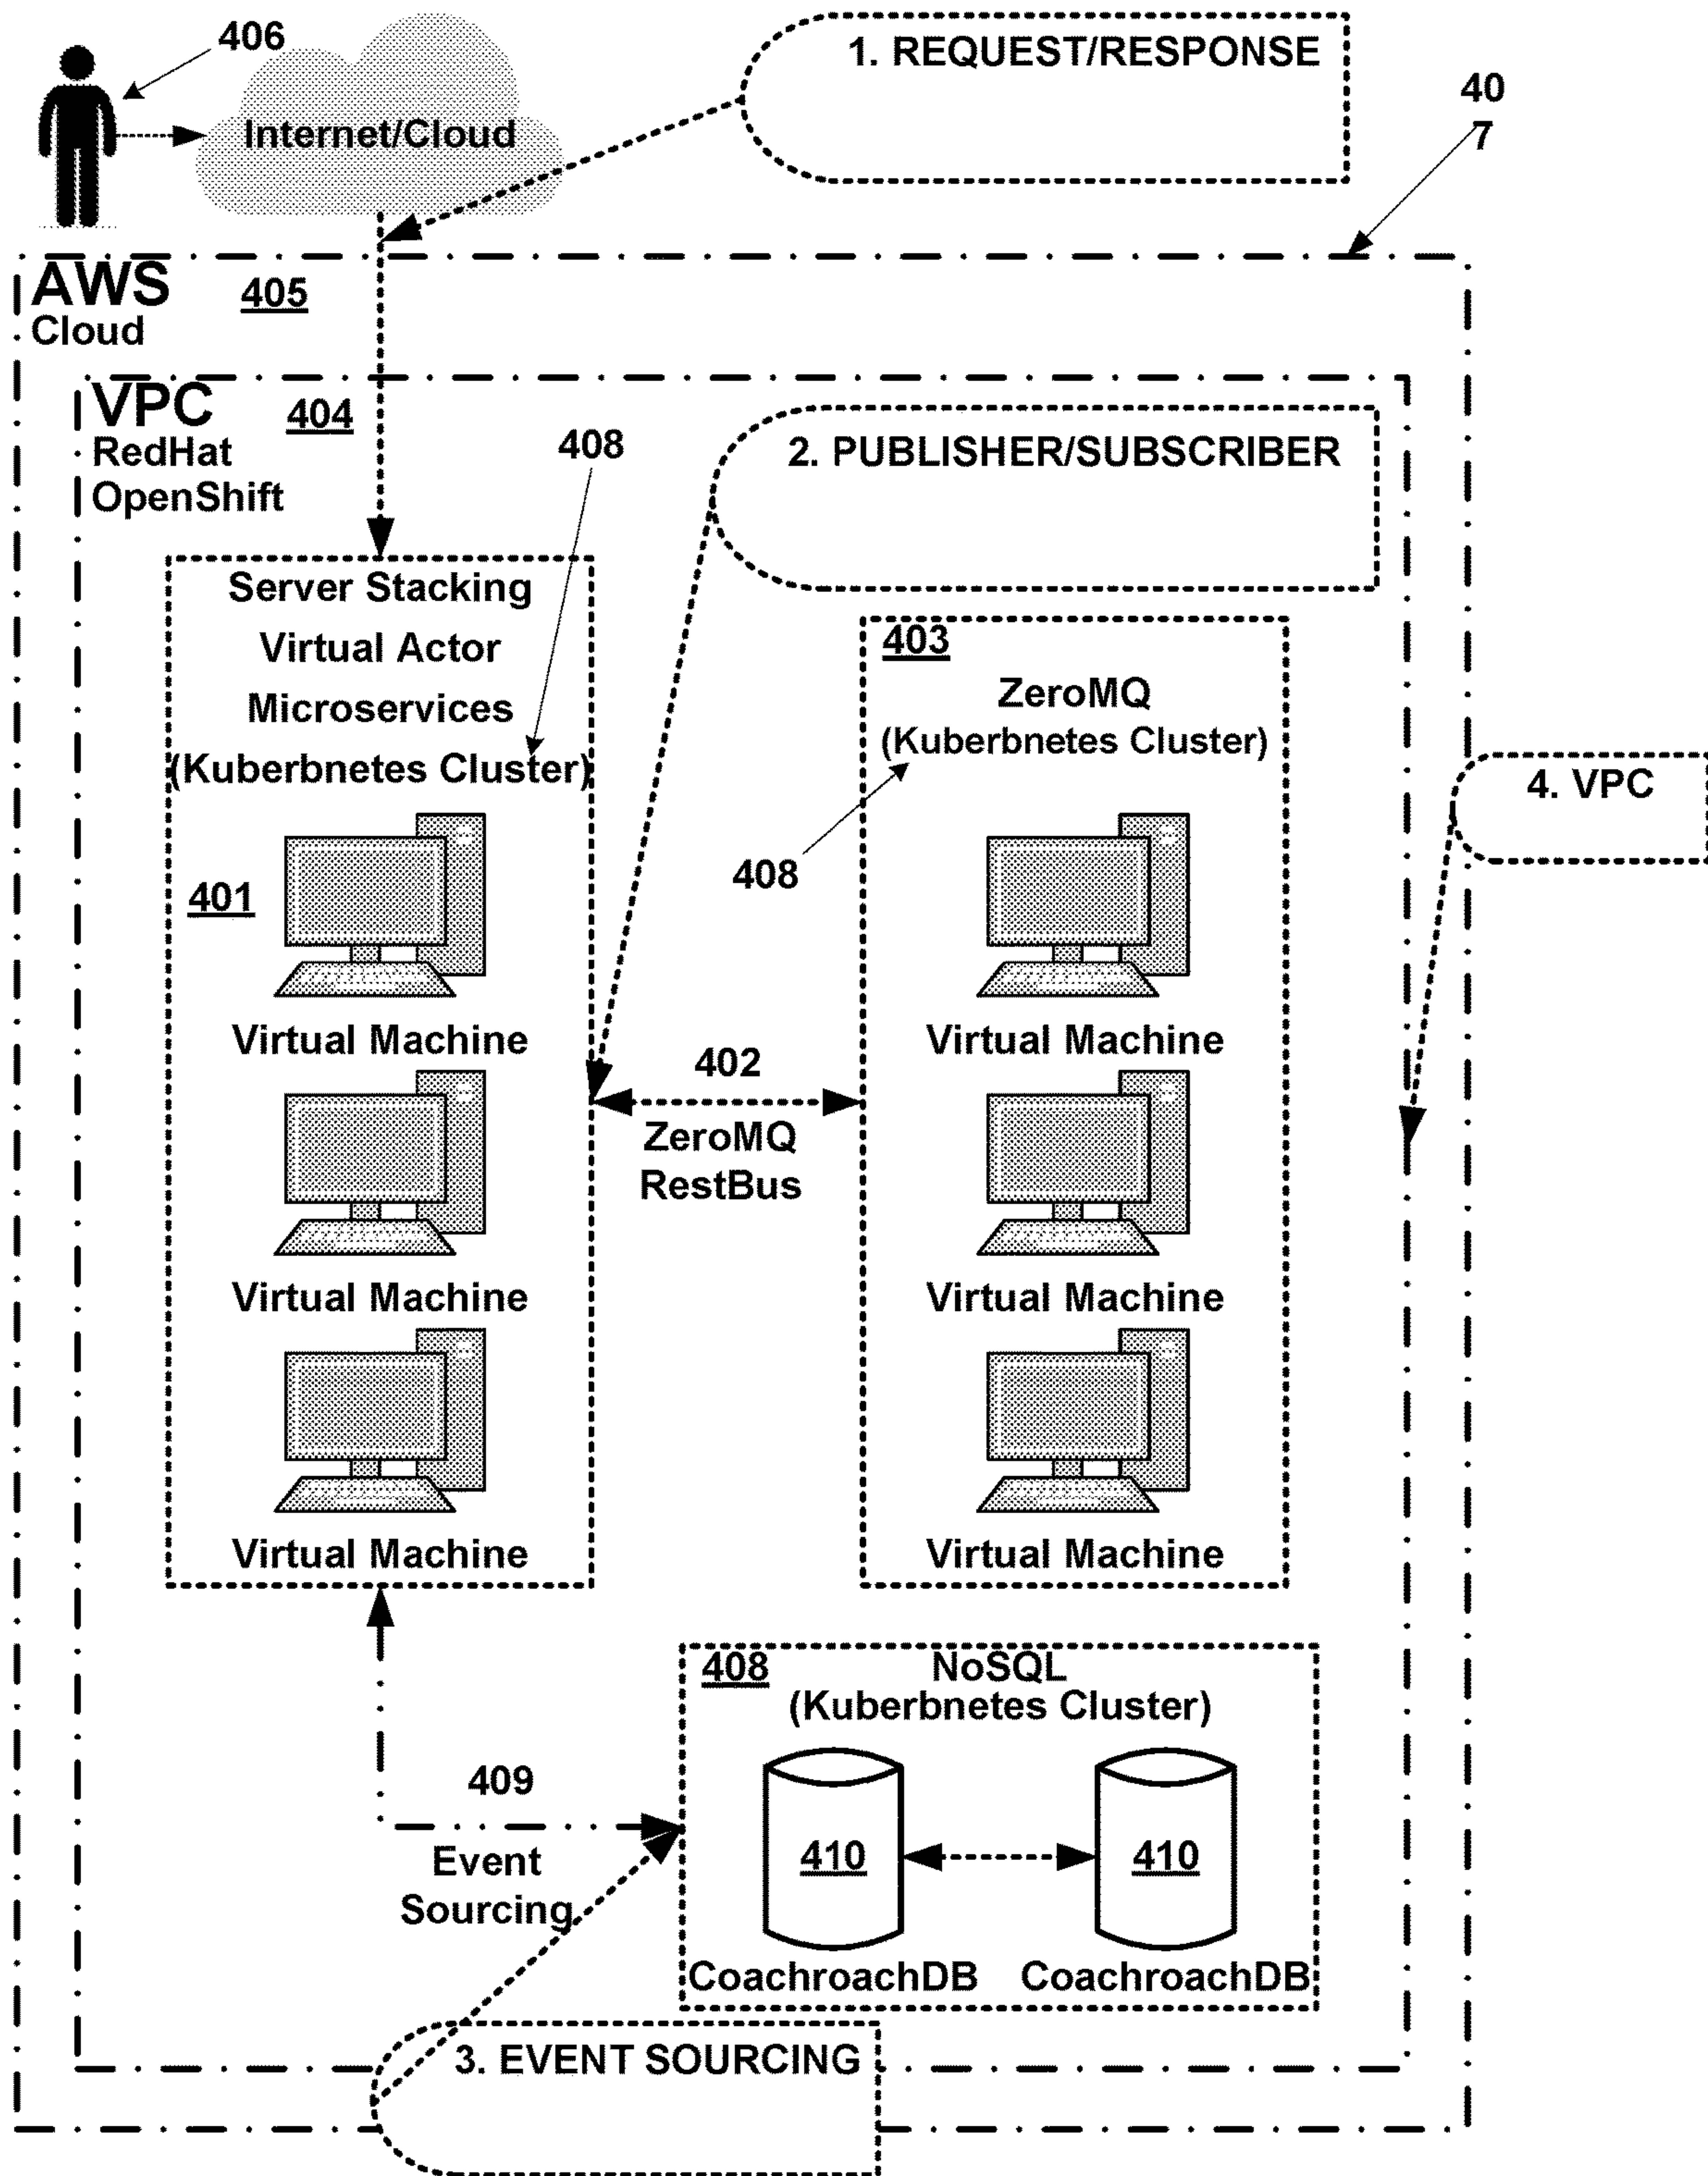 406
Internet/Cloud
1. REQUEST/RESPONSE
40
7
AWS
Cloud
405
VPC
RedHat
OpenShift
404
408
2. PUBLISHER/SUBSCRIBER
Server Stacking
Virtual Actor
Microservices
(Kuberbnetes Cluster)
401
Virtual Machine
Virtual Machine
Virtual Machine
402
ZeroMQ
RestBus
403
ZeroMQ
(Kuberbnetes Cluster)
408
Virtual Machine
Virtual Machine
Virtual Machine
4. VPC
409
Event
Sourcing
408
NoSQL
(Kuberbnetes Cluster)
410
410
CoachroachDB
CoachroachDB
3. EVENT SOURCING